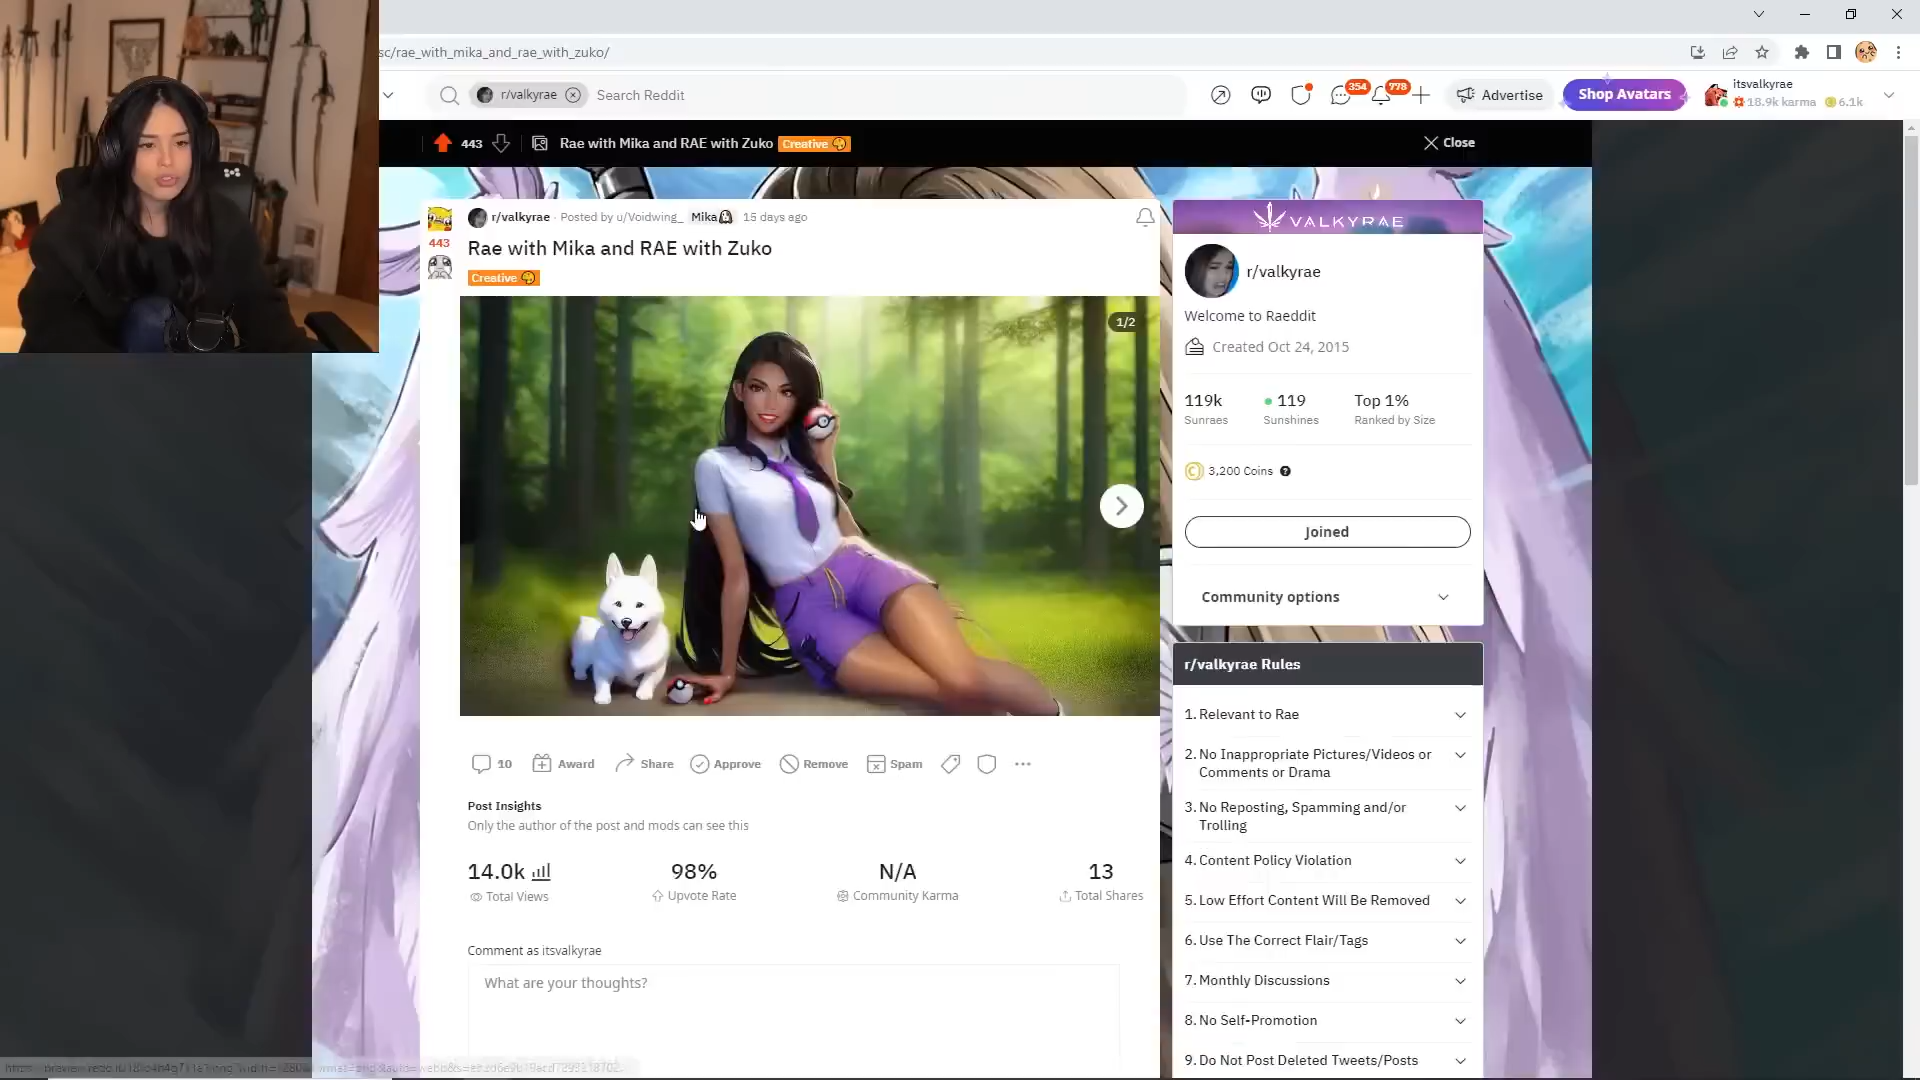 sc/rae_with_mika_and_rae_with_zuko/
r/valkyrae
Search Reddit
354
778
Advertise
Shop Avatars
itsvalkyrae
18.9k karma
6.1k
443
Rae with Mika and RAE with Zuko
Creative
Close
r/valkyrae · Posted by u/Voidwing_ Mika 15 days ago
443
Rae with Mika and RAE with Zuko
Creative
1/2
10
Award
Share
Approve
Remove
Spam
Post Insights
Only the author of the post and mods can see this
14.0k
Total Views
98%
Upvote Rate
N/A
Community Karma
13
Total Shares
Comment as itsvalkyrae
What are your thoughts?
VALKYRAE
r/valkyrae
Welcome to Raeddit
Created Oct 24, 2015
119k
Sunraes
119
Sunshines
Top 1%
Ranked by Size
3,200 Coins
Joined
Community options
r/valkyrae Rules
1. Relevant to Rae
2. No Inappropriate Pictures/Videos or
Comments or Drama
3. No Reposting, Spamming and/or
Trolling
4. Content Policy Violation
5. Low Effort Content Will Be Removed
6. Use The Correct Flair/Tags
7. Monthly Discussions
8. No Self-Promotion
9. Do Not Post Deleted Tweets/Posts